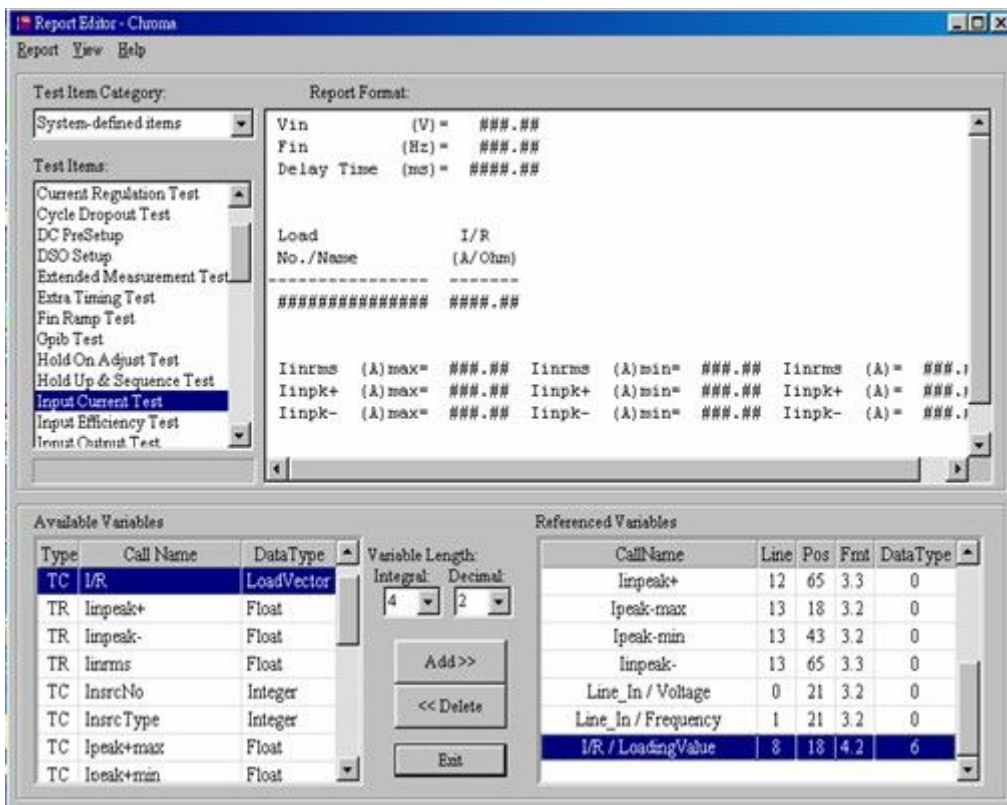 Report Editor - Chroma
Report View Help
Test Item Category:
System-defined items
Test Items:
Current Regulation Test
Cycle Dropout Test
DC PreSetup
DSO Setup
Extended Measurement Test
Extra Timing Test
Fin Ramp Test
Gpib Test
Hold On Adjust Test
Hold Up & Sequence Test
Input Current Test
Input Efficiency Test
Input Output Test
Report Format:
Vin (V)= ###.##
Fin (Hz)= ###.##
Delay Time (ms)= ####.##
Load I/R
No./Name (A/Ohm)
----------------- -------
############### ####.##
Iinrms (A)max= ###.## Iinrms (A)min= ###.## Iinrms (A)= ###.
Iinpk+ (A)max= ###.## Iinpk+ (A)min= ###.## Iinpk+ (A)= ###.
Iinpk- (A)max= ###.## Iinpk- (A)min= ###.## Iinpk- (A)= ###.
Available Variables
Type Call Name DataType
TC I/R LoadVector
TR Iinpeak+ Float
TR Iinpeak- Float
TR Iinrms Float
TC InsrcNo Integer
TC InsrcType Integer
TC Ipeak+max Float
TC Ipeak+min Float
Variable Length:
Integral: Decimal:
4 2
Add>>
<< Delete
Exit
Referenced Variables
CallName Line Pos Fmt DataType
Iinpeak+ 12 65 3.3 0
Ipeak-max 13 18 3.2 0
Ipeak-min 13 43 3.2 0
Iinpeak- 13 65 3.3 0
Line_In / Voltage 0 21 3.2 0
Line_In / Frequency 1 21 3.2 0
I/R / LoadingValue 8 18 4.2 6